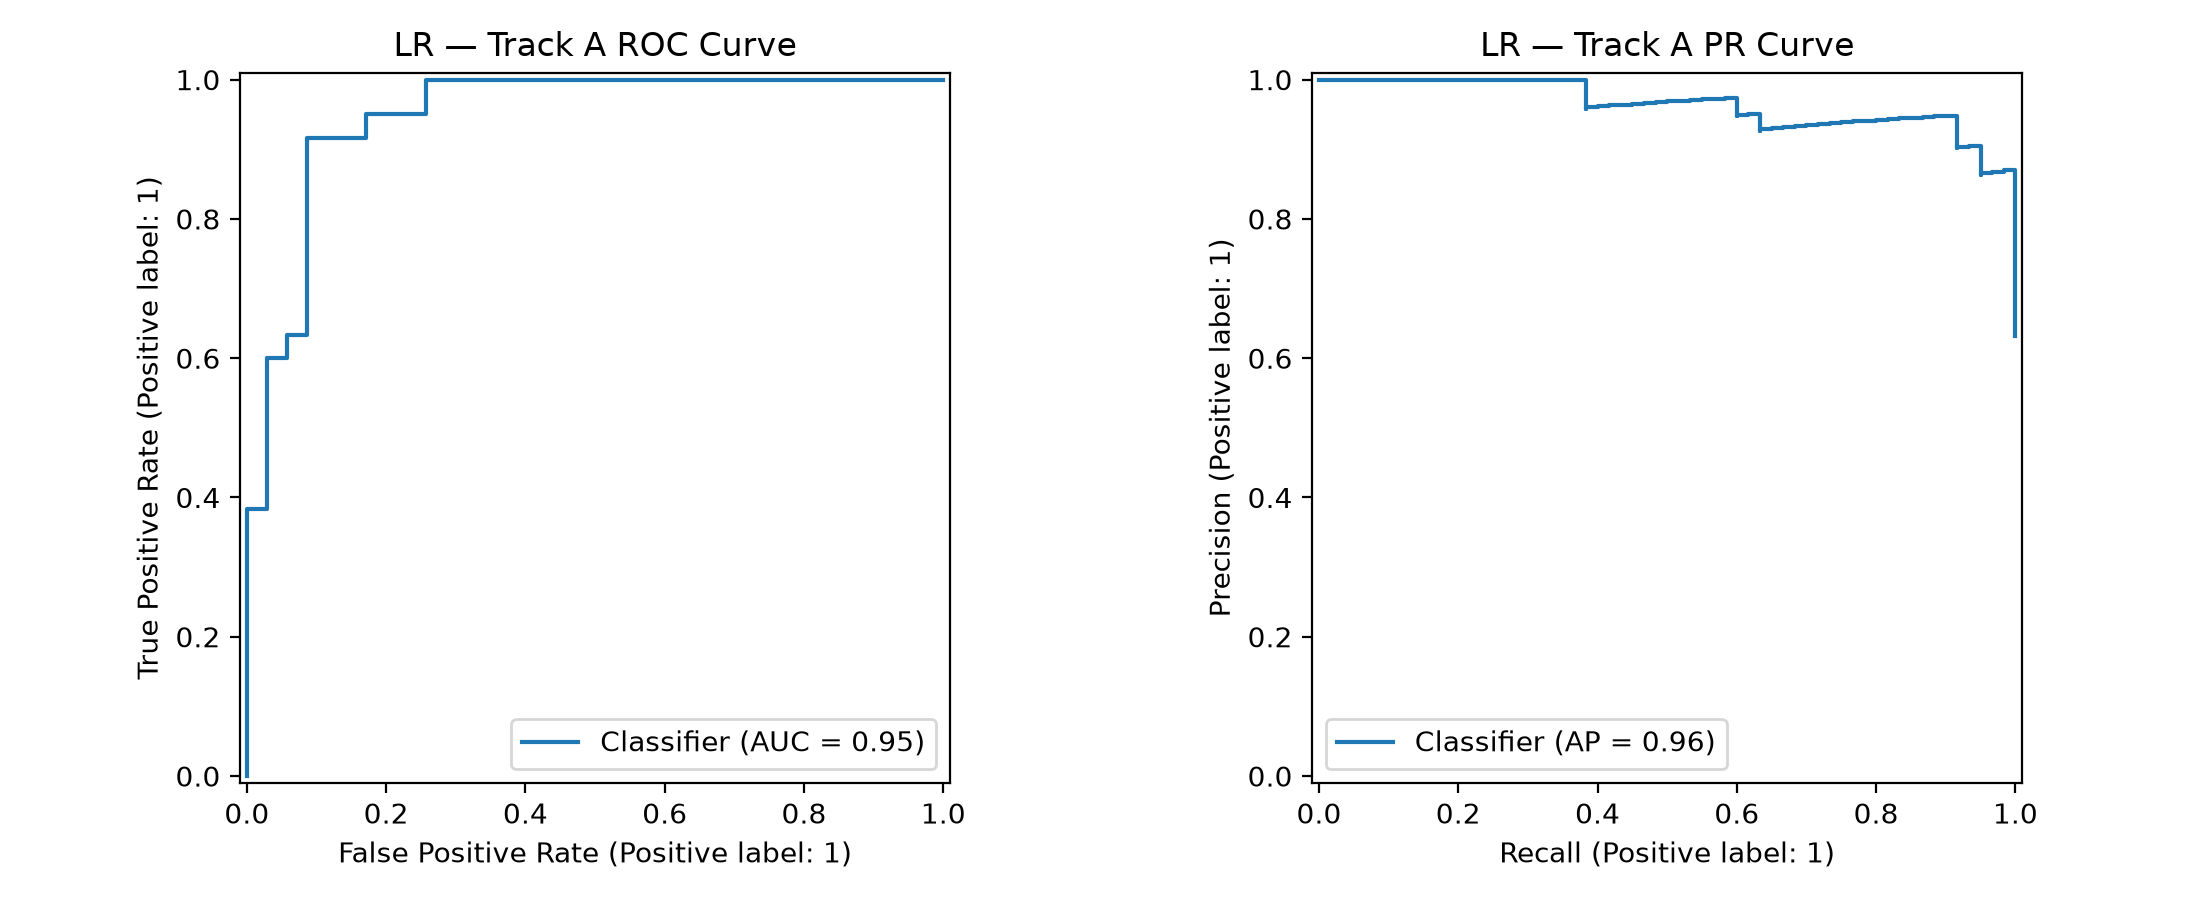 LR — Track A ROC Curve
1.0
0.8
0.6
0.4
0.2
0.0
True Positive Rate (Positive label: 1)
Classifier (AUC = 0.95)
0.0 0.2 0.4 0.6 0.8 1.0
False Positive Rate (Positive label: 1)
LR — Track A PR Curve
1.0
0.8
0.6
0.4
0.2
0.0
Precision (Positive label: 1)
Classifier (AP = 0.96)
0.0 0.2 0.4 0.6 0.8 1.0
Recall (Positive label: 1)